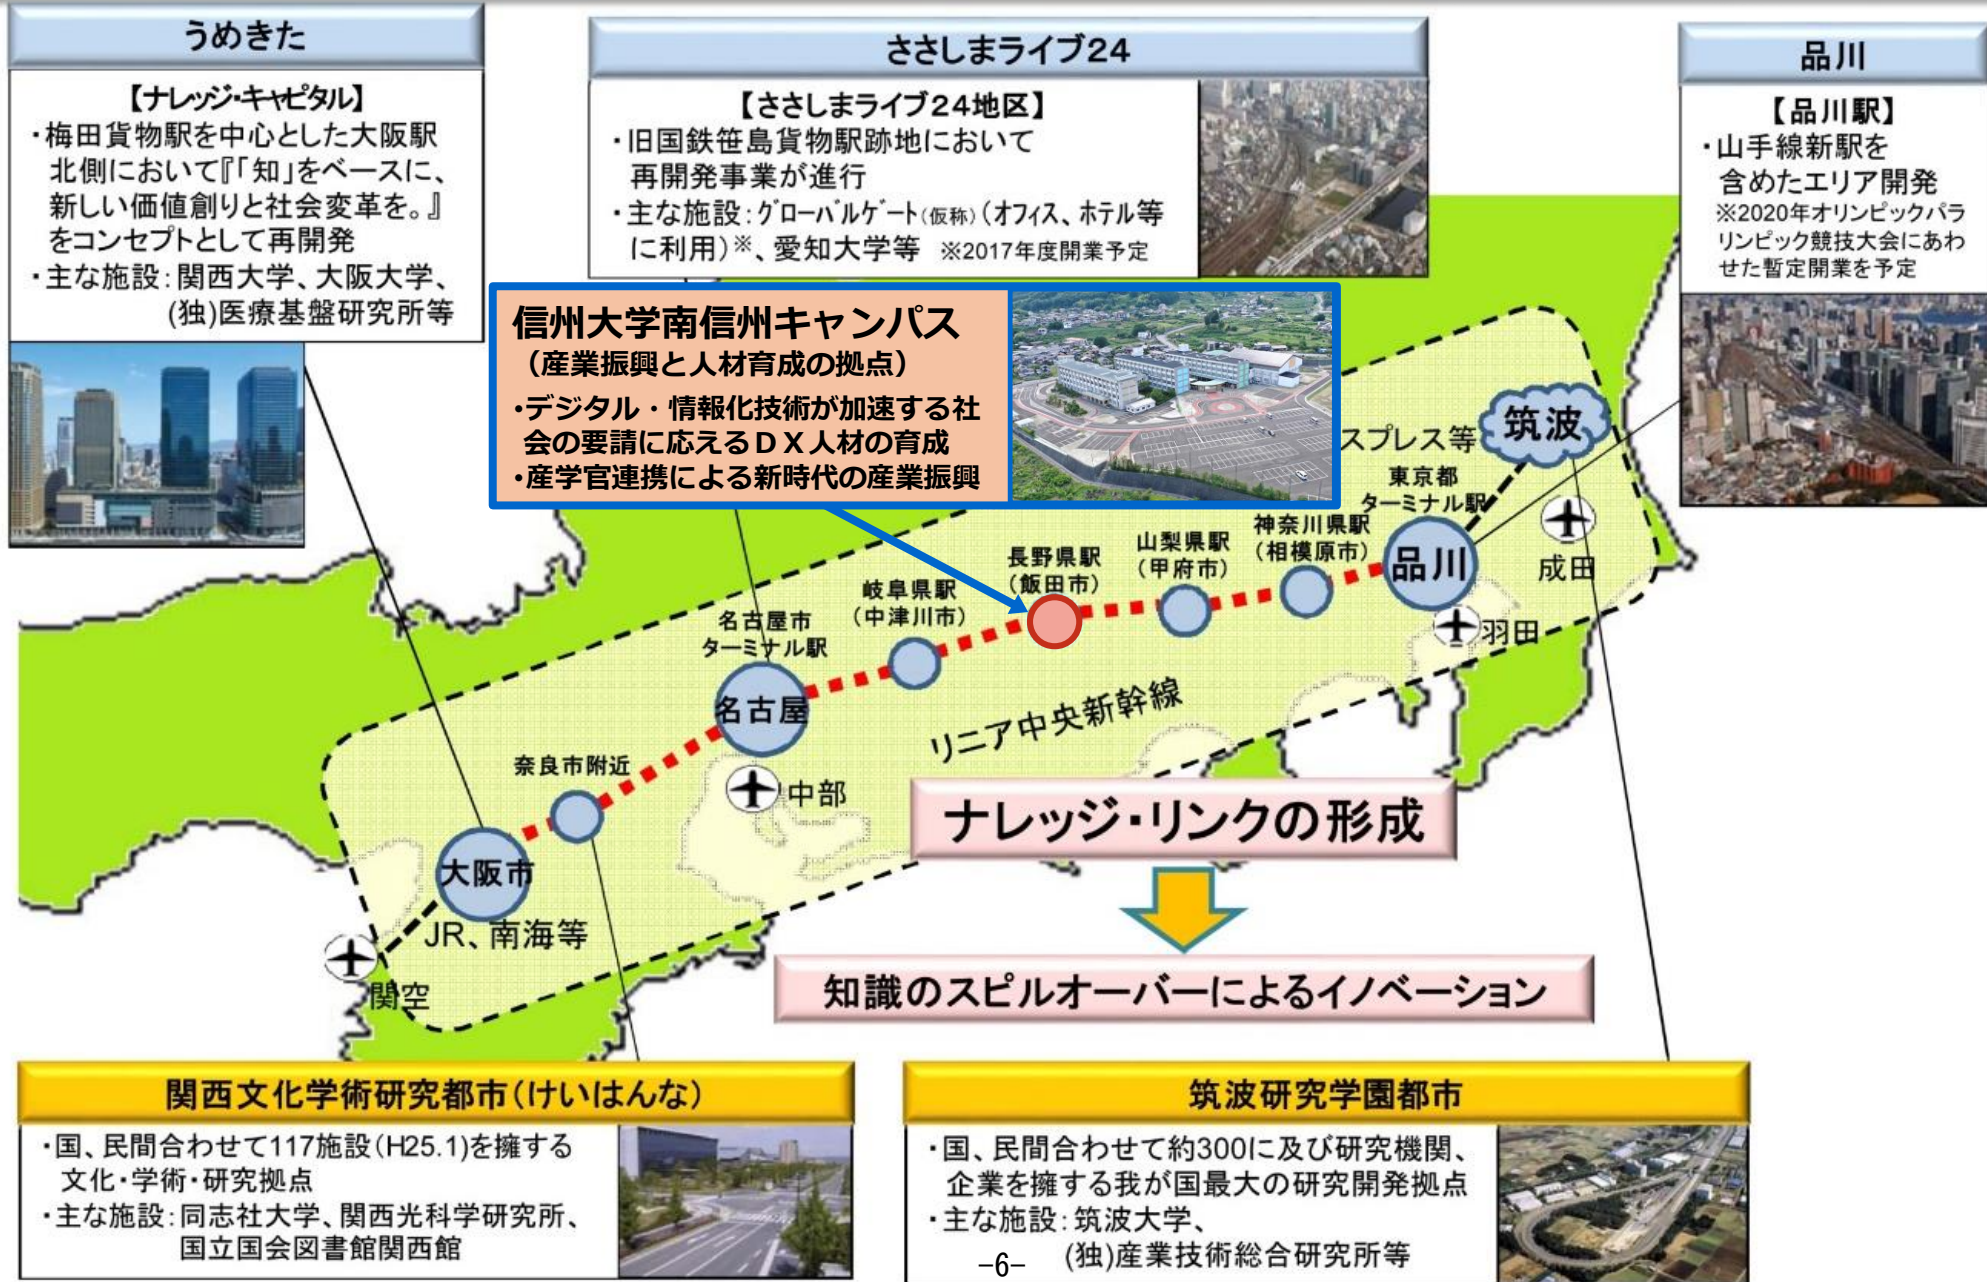 うめきた
【ナレッジ・キャピタル】
・梅田貨物駅を中心とした大阪駅
北側において『「知」をベースに、
新しい価値創りと社会変革を。』
をコンセプトとして再開発
・主な施設：関西大学、大阪大学、
(独)医療基盤研究所等
ささしまライブ24
【ささしまライブ24地区】
・旧国鉄笹島貨物駅跡地において
再開発事業が進行
・主な施設：グローバルゲート(仮称)（オフィス、ホテル等
に利用）※、愛知大学等　※2017年度開業予定
品川
【品川駅】
・山手線新駅を
含めたエリア開発
※2020年オリンピックパラ
リンピック競技大会にあわ
せた暫定開業を予定
信州大学南信州キャンパス
（産業振興と人材育成の拠点）
・デジタル・情報化技術が加速する社
会の要請に応えるＤＸ人材の育成
・産学官連携による新時代の産業振興
スプレス等
筑波
東京都
ターミナル駅
品川
成田
羽田
神奈川県駅
（相模原市）
山梨県駅
（甲府市）
長野県駅
（飯田市）
岐阜県駅
（中津川市）
名古屋市
ターミナル駅
名古屋
中部
リニア中央新幹線
奈良市附近
大阪市
JR、南海等
関空
ナレッジ・リンクの形成
知識のスピルオーバーによるイノベーション
関西文化学術研究都市（けいはんな）
・国、民間合わせて117施設（H25.1)を擁する
文化・学術・研究拠点
・主な施設：同志社大学、関西光科学研究所、
国立国会図書館関西館
筑波研究学園都市
・国、民間合わせて約300に及び研究機関、
企業を擁する我が国最大の研究開発拠点
・主な施設：筑波大学、
(独)産業技術総合研究所等
-6-